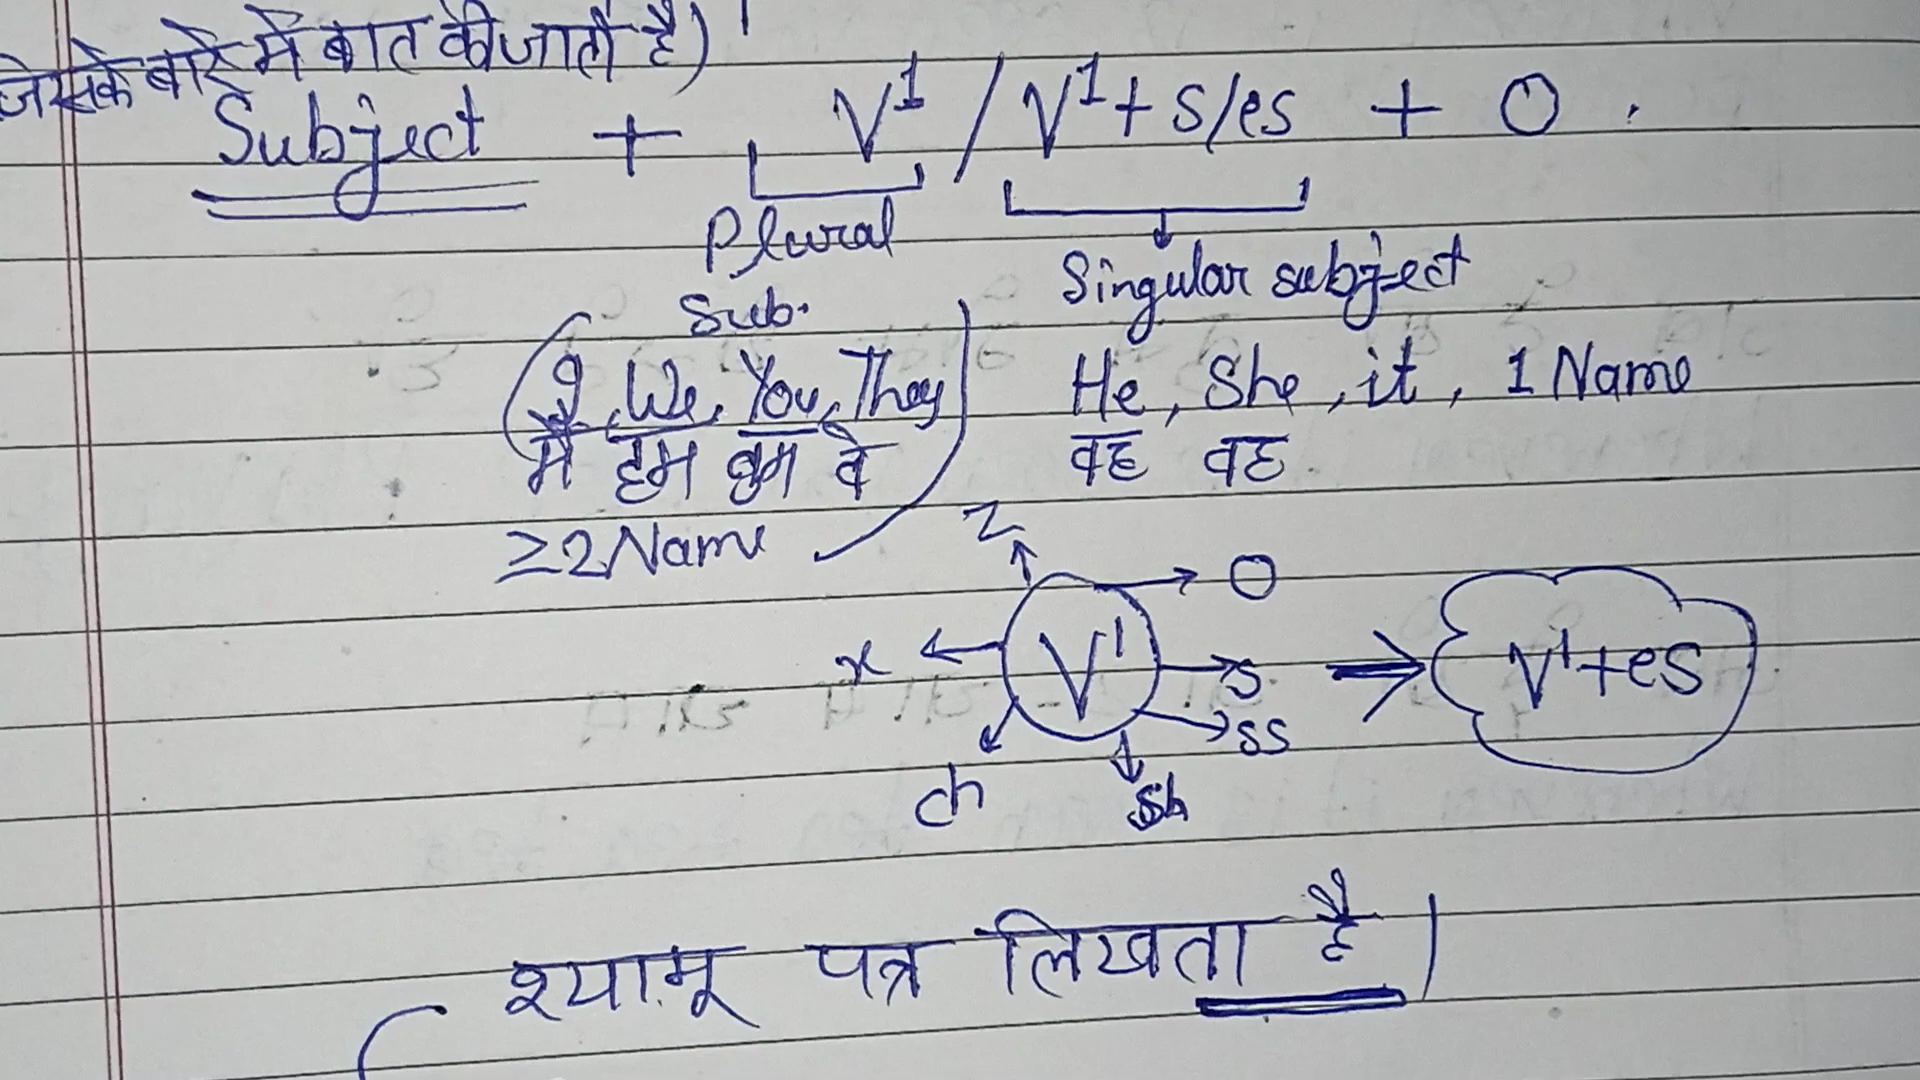 जिसके बारे में बात की जाती है)
Subject + V¹ / V¹ + s/es + O .
Plural Singular subject
Sub.
I, We, You, They He, She, it, 1 Name
मैं हम तुम वे वह वह
≥2 Name
z
O
x V¹ s ⇒ V¹+es
ss
ch sh
श्यामू पत्र लिखता है।